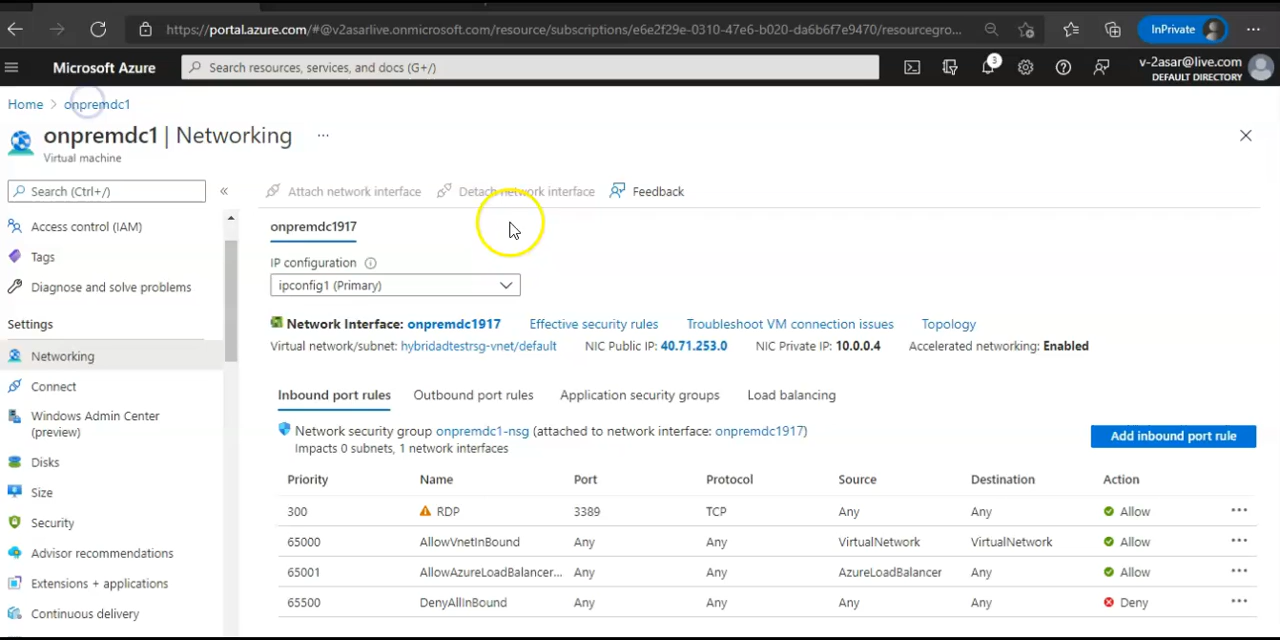 https://portal.azure.com/#@v2asarlive.onmicrosoft.com/resource/subscriptions/e6e2f29e-0310-47e6-b020-da6b6f7e9470/resourcegro...
InPrivate
Microsoft Azure
Search resources, services, and docs (G+/)
3
v-2asar@live.com
DEFAULT DIRECTORY
Home > onpremdc1
onpremdc1 | Networking ...
Virtual machine
Search (Ctrl+/)
«
Access control (IAM)
Tags
Diagnose and solve problems
Settings
Networking
Connect
Windows Admin Center
(preview)
Disks
Size
Security
Advisor recommendations
Extensions + applications
Continuous delivery
Attach network interface Detach network interface Feedback
onpremdc1917
IP configuration
ipconfig1 (Primary)
Network Interface: onpremdc1917 Effective security rules Troubleshoot VM connection issues Topology
Virtual network/subnet: hybridadtestrsg-vnet/default NIC Public IP: 40.71.253.0 NIC Private IP: 10.0.0.4 Accelerated networking: Enabled
Inbound port rules Outbound port rules Application security groups Load balancing
Network security group onpremdc1-nsg (attached to network interface: onpremdc1917)
Impacts 0 subnets, 1 network interfaces
Add inbound port rule
Priority Name Port Protocol Source Destination Action
300 RDP 3389 TCP Any Any Allow ...
65000 AllowVnetInBound Any Any VirtualNetwork VirtualNetwork Allow ...
65001 AllowAzureLoadBalancer... Any Any AzureLoadBalancer Any Allow ...
65500 DenyAllInBound Any Any Any Any Deny ...